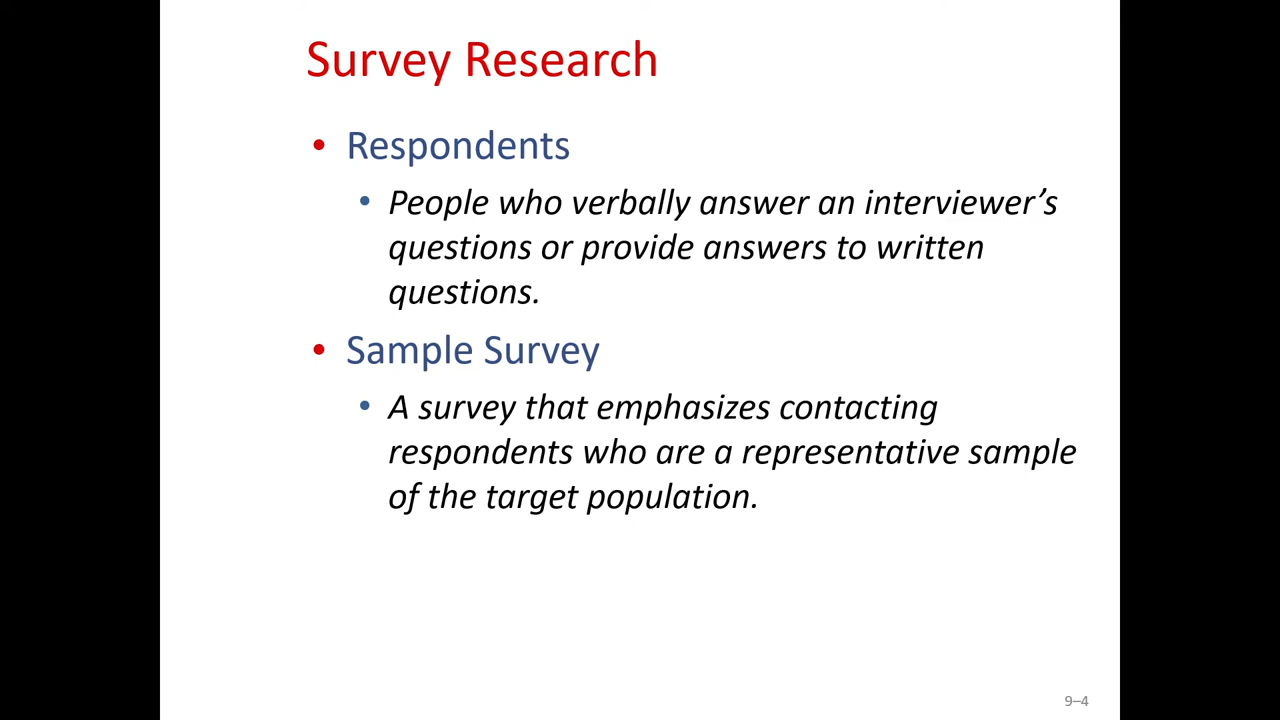 Survey Research
• Respondents
• People who verbally answer an interviewer’s
questions or provide answers to written
questions.
• Sample Survey
• A survey that emphasizes contacting
respondents who are a representative sample
of the target population.
9–4